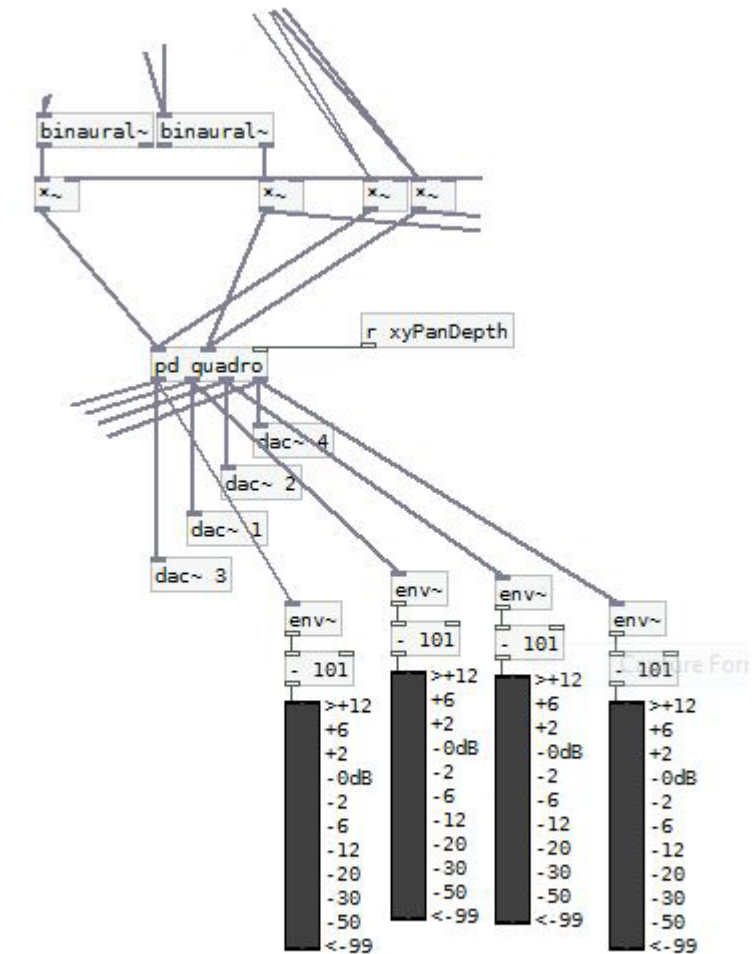 binaural~ binaural~
*~ *~ *~ *~
r xyPanDepth
pd quadro
dac~ 4
dac~ 2
dac~ 1
dac~ 3
env~ env~ env~ env~
- 101 - 101 - 101 - 101
>+12 >+12 >+12 >+12
+6 +6 +6 +6
+2 +2 +2 +2
-0dB -0dB -0dB -0dB
-2 -2 -2 -2
-6 -6 -6 -6
-12 -12 -12 -12
-20 -20 -20 -20
-30 -30 -30 -30
-50 -50 -50 -50
<-99 <-99 <-99 <-99